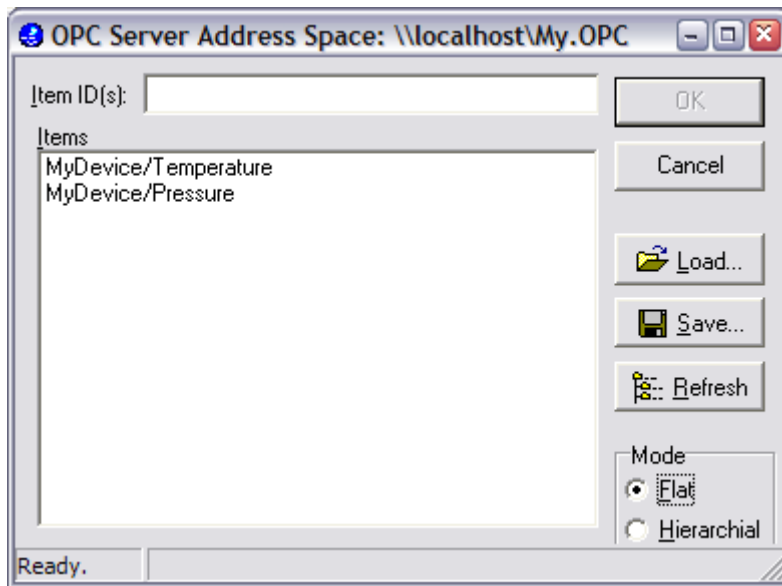 OPC Server Address Space: \\localhost\My.OPC
Item ID(s):
OK
Items
MyDevice/Temperature
MyDevice/Pressure
Cancel
Load...
Save...
Refresh
Mode
Flat
Hierarchial
Ready.